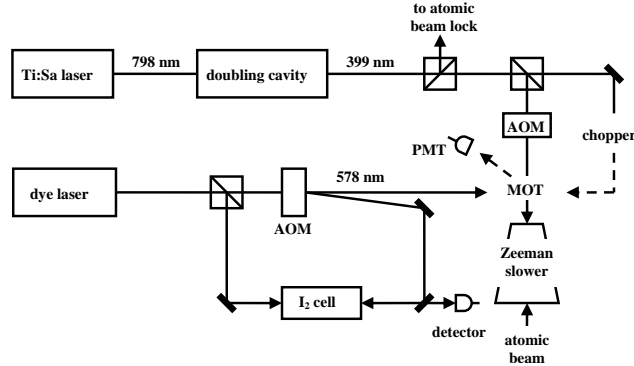 to atomic
beam lock
Ti:Sa laser
798 nm
doubling cavity
399 nm
AOM
chopper
PMT
578 nm
dye laser
MOT
AOM
Zeeman
slower
I₂ cell
detector
atomic
beam